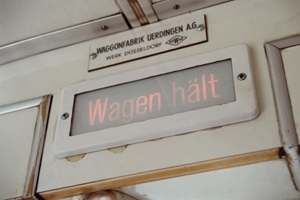 WAGGONFABRIK UERDINGEN A.G.
WERK DÜSSELDORF
Wagen hält